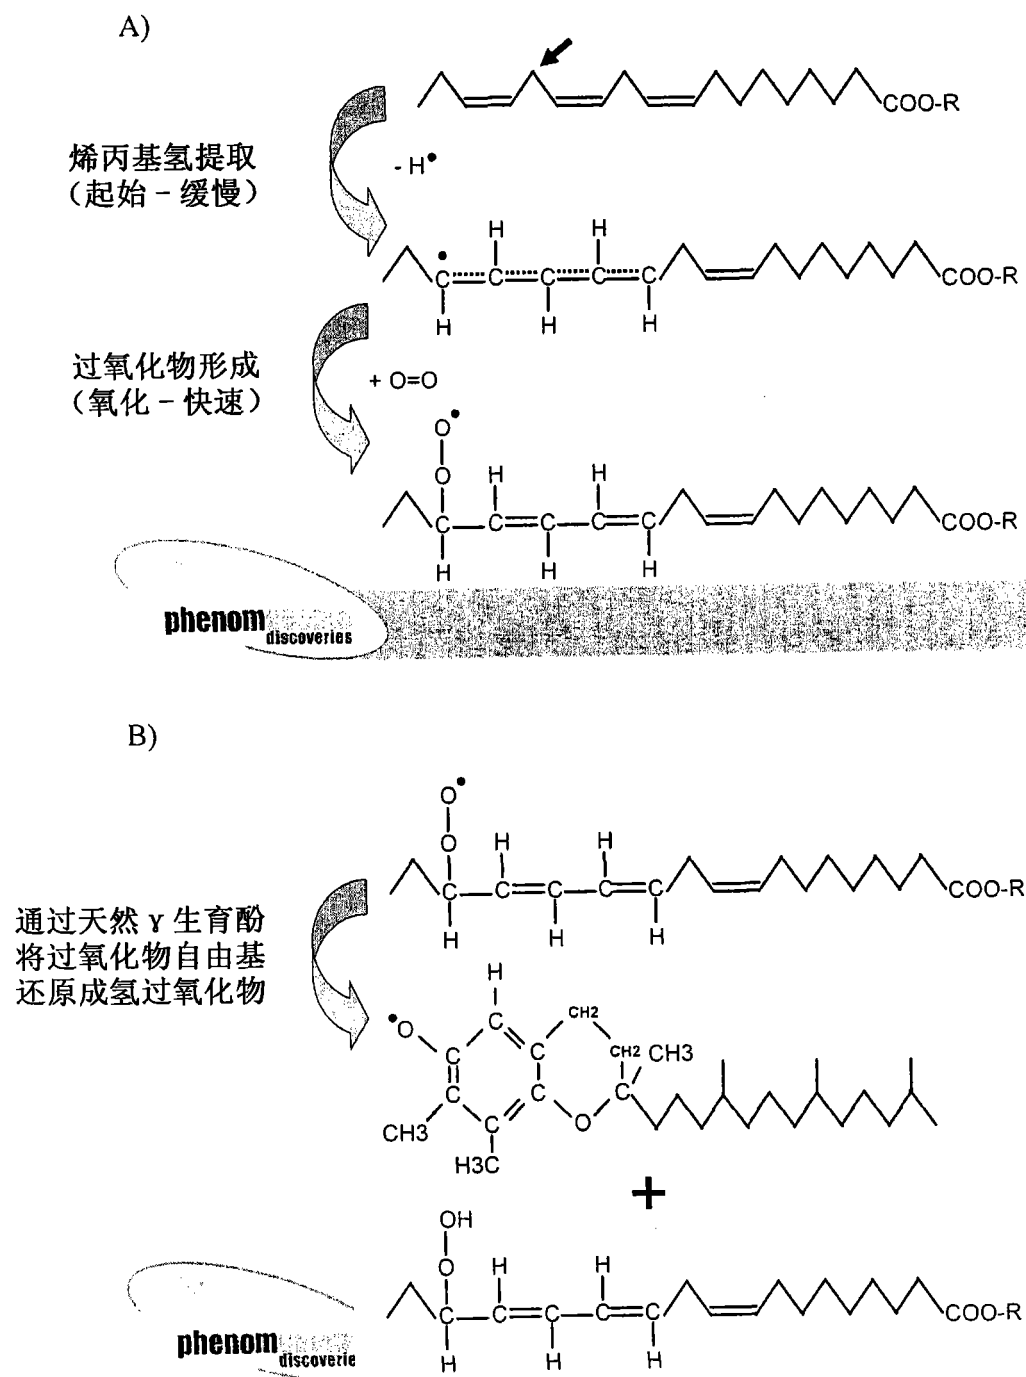 A)
COO-R
烯丙基氢提取
(起始-缓慢)
- H•
H H
•
C C C C C
COO-R
H H H
过氧化物形成
(氧化-快速)
+ O=O
O•
O H H
C C C C C
COO-R
H H H
phenom
discoveries
B)
O•
O H H
C C C C C
COO-R
H H H
通过天然 γ 生育酚
将过氧化物自由基
还原成氢过氧化物
H
•O C CH2
C C CH2 CH3
C C C
CH3 C O
H3C
+
OH
O H H
C C C C C
COO-R
H H H
phenom
discoverie